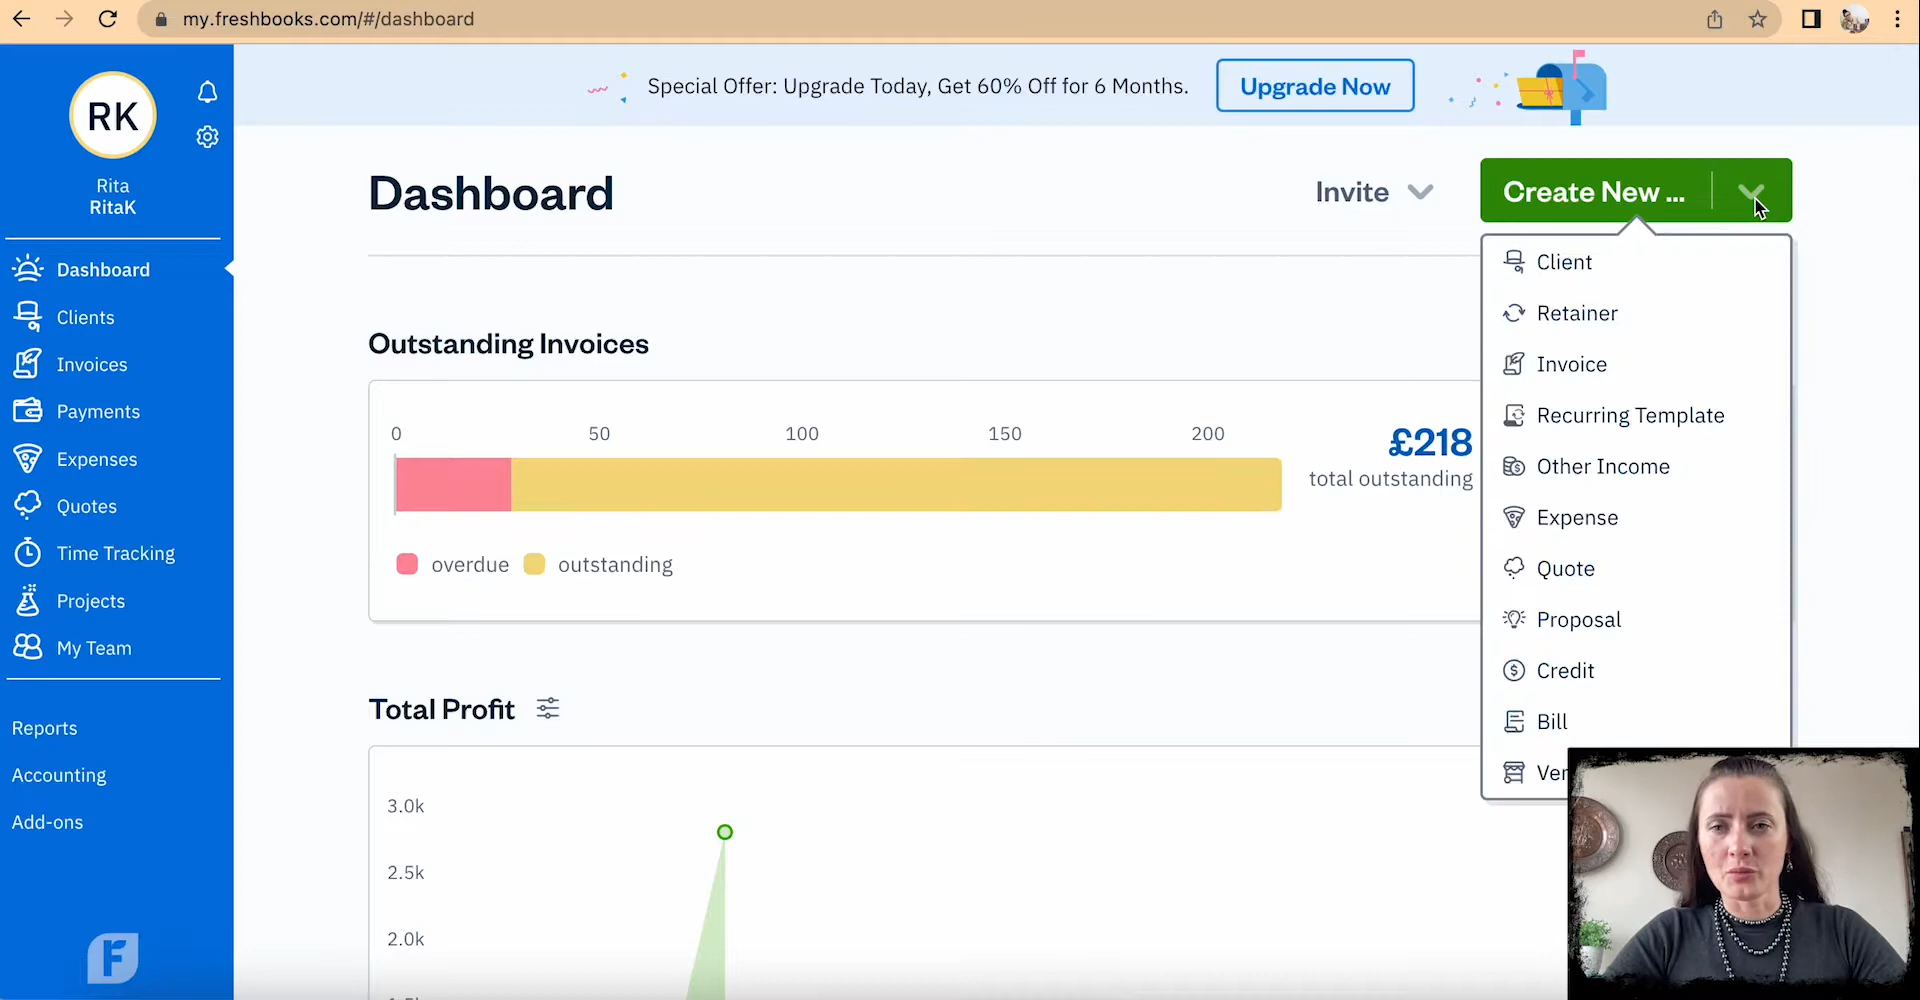 my.freshbooks.com/#/dashboard
RK
Rita
RitaK
Dashboard
Clients
Invoices
Payments
Expenses
Quotes
Time Tracking
Projects
My Team
Reports
Accounting
Add-ons
F
Special Offer: Upgrade Today, Get 60% Off for 6 Months.
Upgrade Now
Dashboard
Invite
Create New ...
Client
Retainer
Invoice
Recurring Template
Other Income
Expense
Quote
Proposal
Credit
Bill
Outstanding Invoices
0 50 100 150 200
£218
total outstanding
overdue outstanding
Total Profit
3.0k
2.5k
2.0k